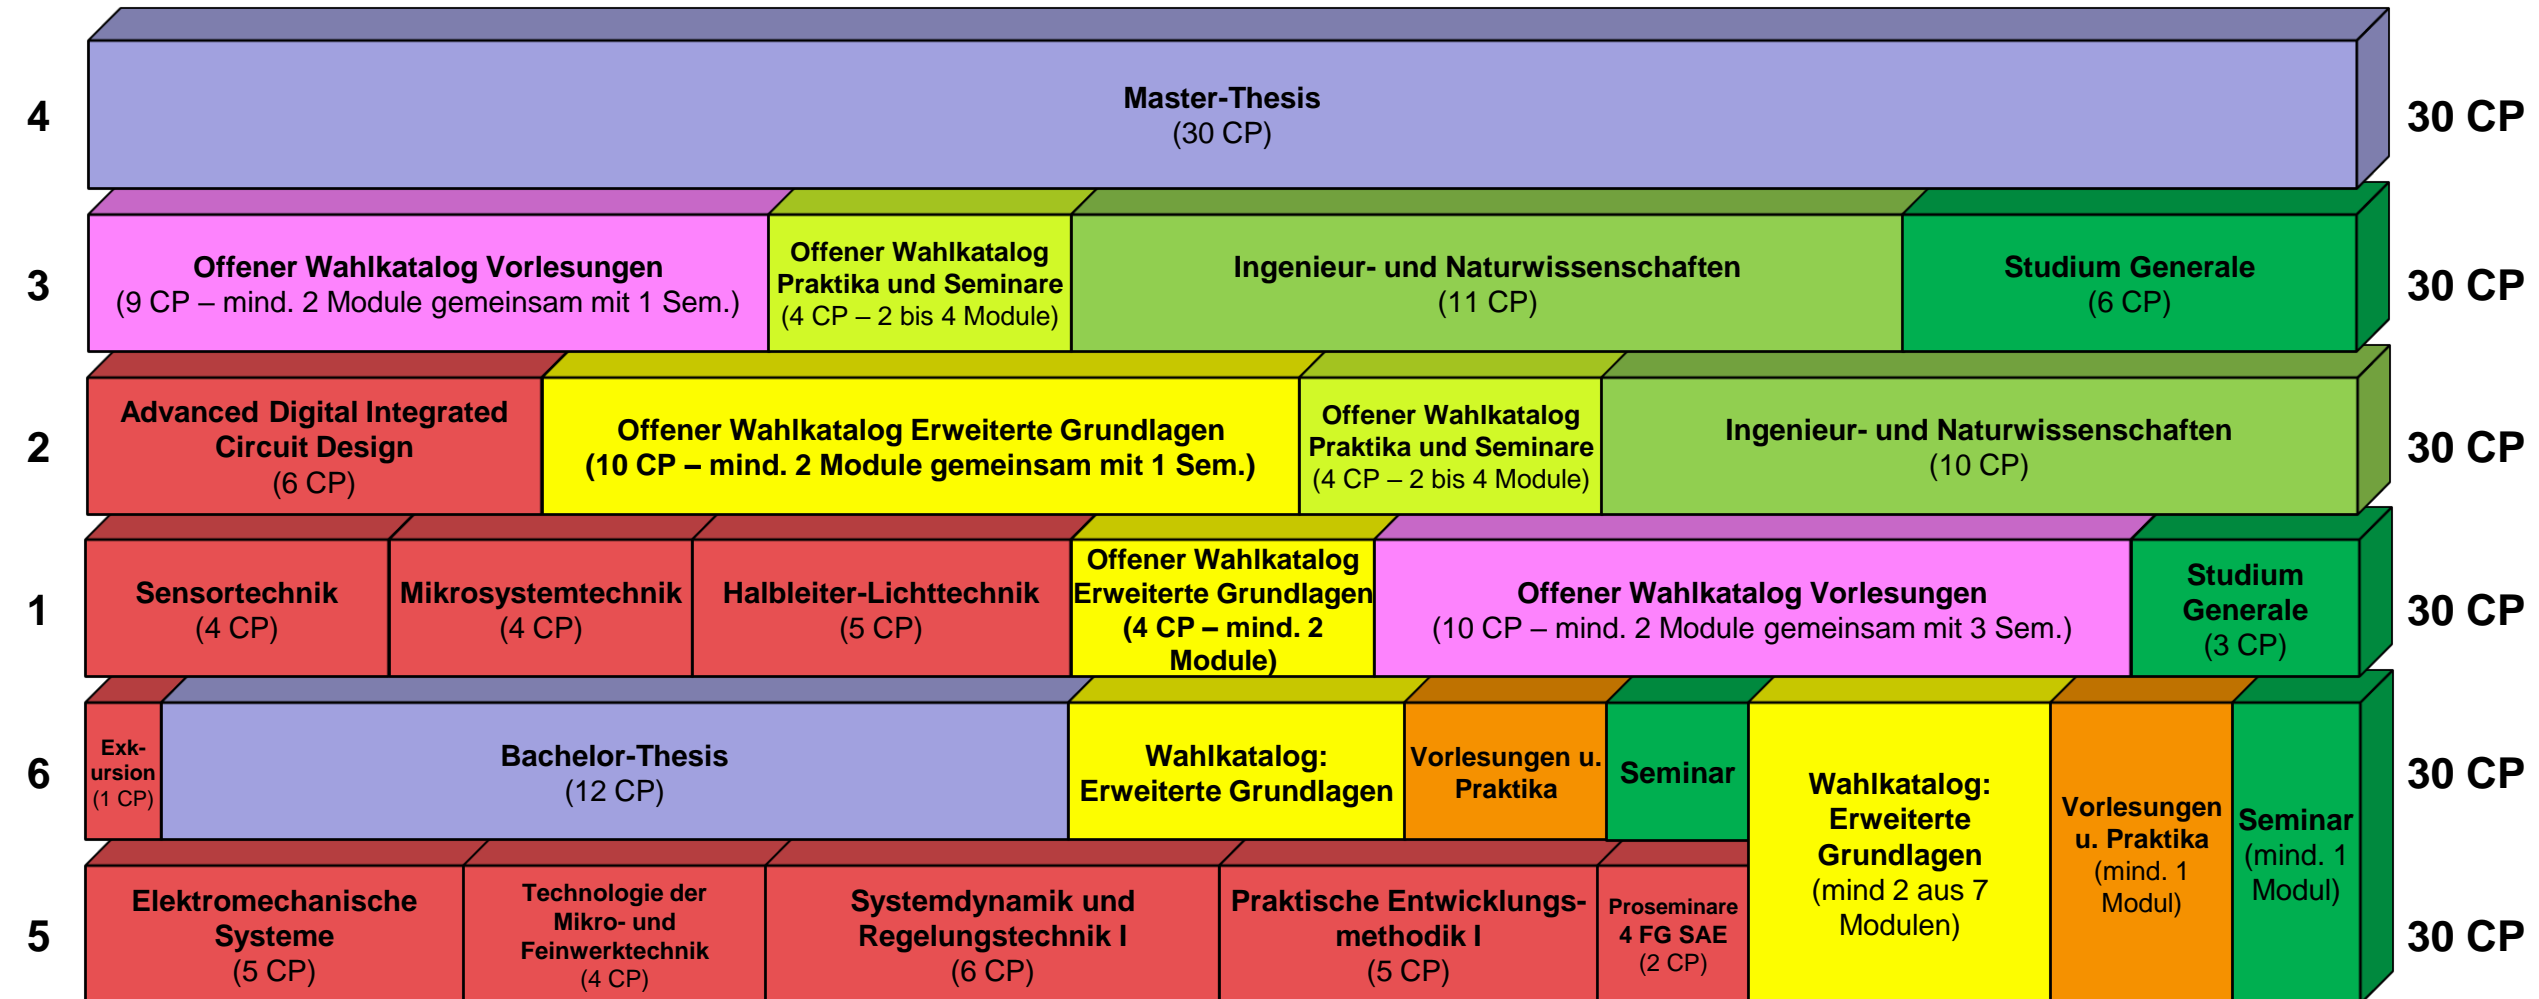 4
Master-Thesis
(30 CP)
30 CP
3
Offener Wahlkatalog Vorlesungen
(9 CP – mind. 2 Module gemeinsam mit 1 Sem.)
Offener Wahlkatalog
Praktika und Seminare
(4 CP – 2 bis 4 Module)
Ingenieur- und Naturwissenschaften
(11 CP)
Studium Generale
(6 CP)
30 CP
2
Advanced Digital Integrated
Circuit Design
(6 CP)
Offener Wahlkatalog Erweiterte Grundlagen
(10 CP – mind. 2 Module gemeinsam mit 1 Sem.)
Offener Wahlkatalog
Praktika und Seminare
(4 CP – 2 bis 4 Module)
Ingenieur- und Naturwissenschaften
(10 CP)
30 CP
1
Sensortechnik
(4 CP)
Mikrosystemtechnik
(4 CP)
Halbleiter-Lichttechnik
(5 CP)
Offener Wahlkatalog
Erweiterte Grundlagen
(4 CP – mind. 2
Module)
Offener Wahlkatalog Vorlesungen
(10 CP – mind. 2 Module gemeinsam mit 3 Sem.)
Studium
Generale
(3 CP)
30 CP
6
Exk-
ursion
(1 CP)
Bachelor-Thesis
(12 CP)
Wahlkatalog:
Erweiterte Grundlagen
Vorlesungen u.
Praktika
Seminar
Wahlkatalog:
Erweiterte
Grundlagen
(mind 2 aus 7
Modulen)
Vorlesungen
u. Praktika
(mind. 1
Modul)
Seminar
(mind. 1
Modul)
30 CP
5
Elektromechanische
Systeme
(5 CP)
Technologie der
Mikro- und
Feinwerktechnik
(4 CP)
Systemdynamik und
Regelungstechnik I
(6 CP)
Praktische Entwicklungs-
methodik I
(5 CP)
Proseminare
4 FG SAE
(2 CP)
30 CP